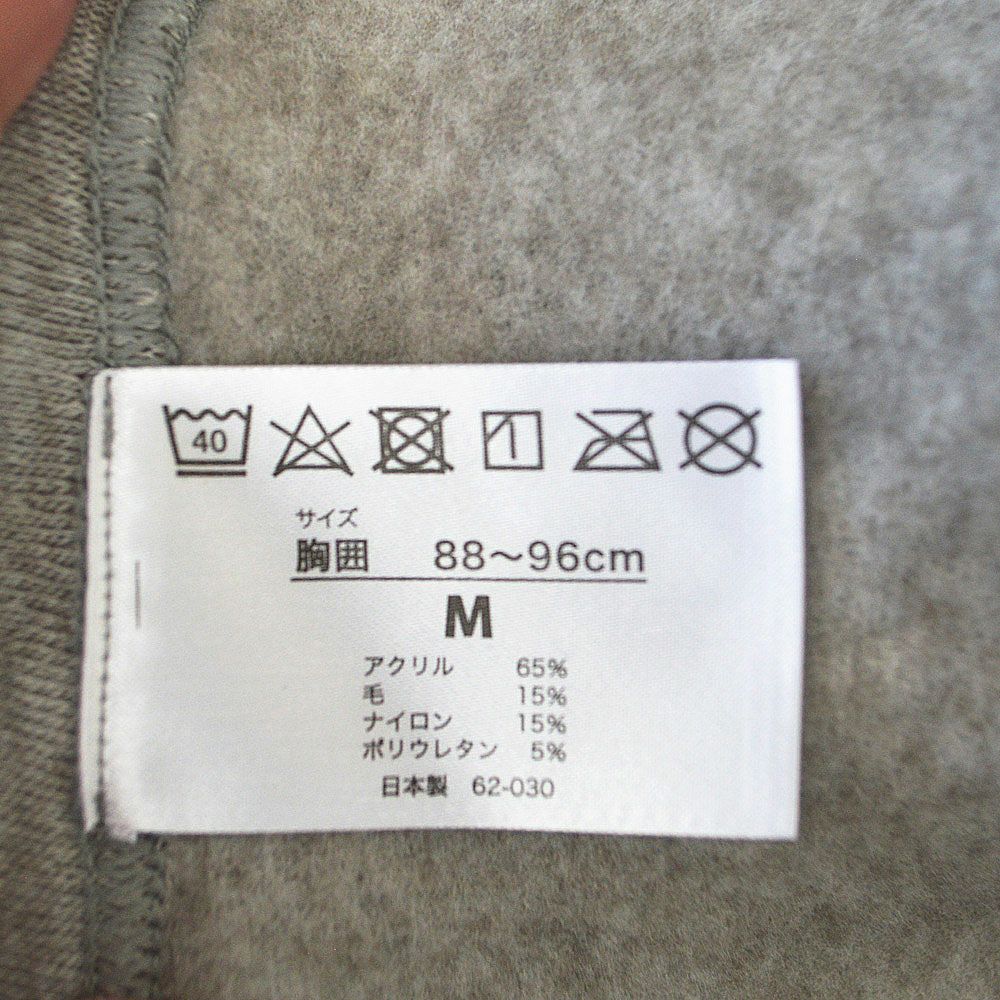 40
サイズ
胸囲 88～96cm
M
アクリル 65%
毛 15%
ナイロン 15%
ポリウレタン 5%
日本製 62-030